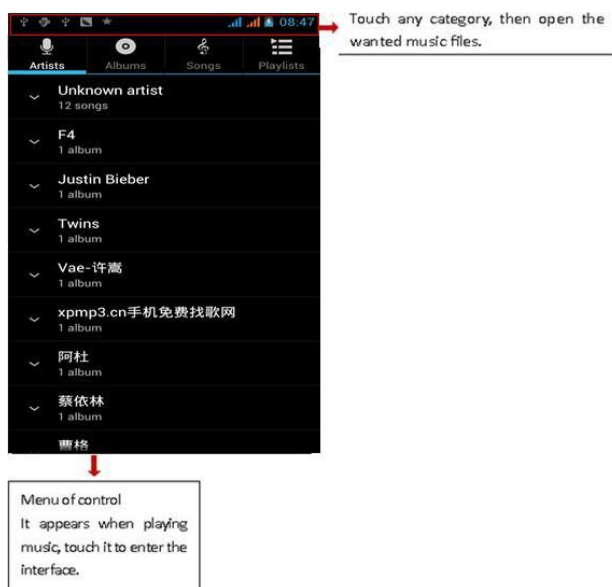 08:47
Touch any category, then open the
wanted music files.
Artists Albums Songs Playlists
Unknown artist
12 songs
F4
1 album
Justin Bieber
1 album
Twins
1 album
Vae-许嵩
1 album
xpmp3.cn手机免费找歌网
1 album
阿杜
1 album
蔡依林
1 album
曹格
Menu of control
It appears when playing
music, touch it to enter the
interface.